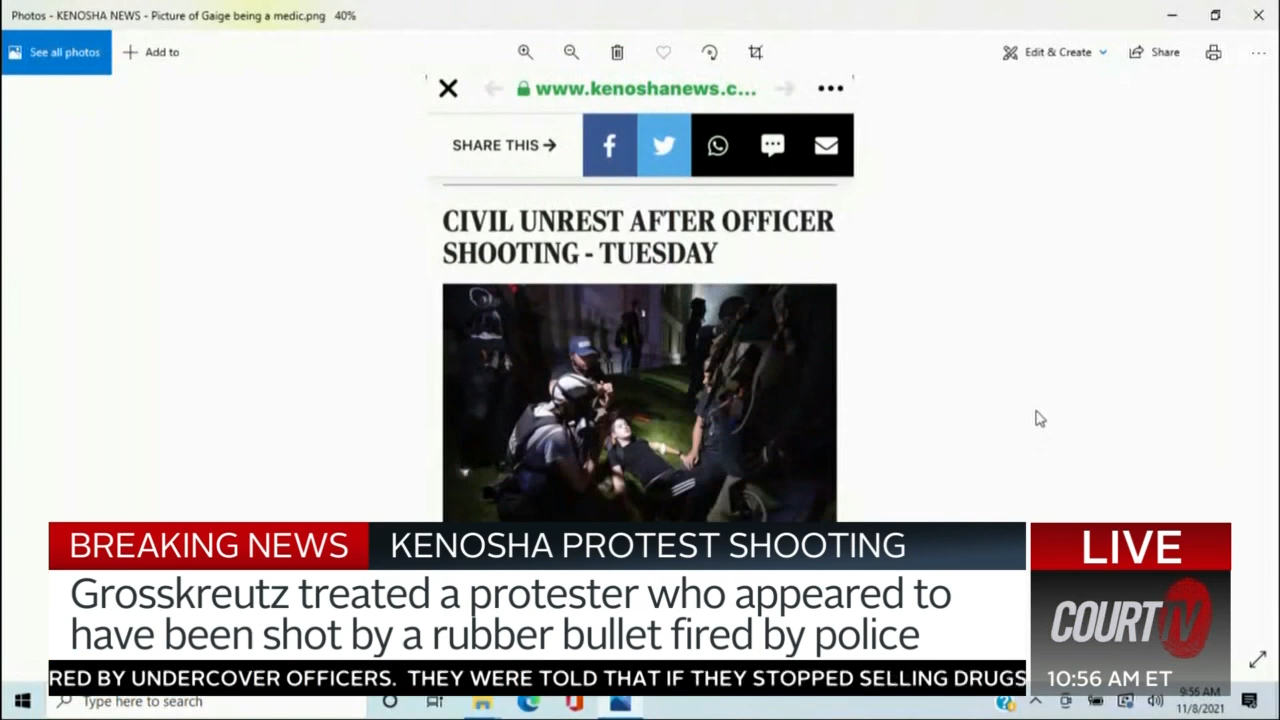 Photos - KENOSHA NEWS - Picture of Gaige being a medic.png 40%
See all photos
Add to
Edit & Create
Share
www.kenoshanews.c...
SHARE THIS
CIVIL UNREST AFTER OFFICER
SHOOTING - TUESDAY
BREAKING NEWS
KENOSHA PROTEST SHOOTING
LIVE
Grosskreutz treated a protester who appeared to
have been shot by a rubber bullet fired by police
COURT TV
RED BY UNDERCOVER OFFICERS. THEY WERE TOLD THAT IF THEY STOPPED SELLING DRUGS
10:56 AM ET
Type here to search
9:56 AM
11/8/2021